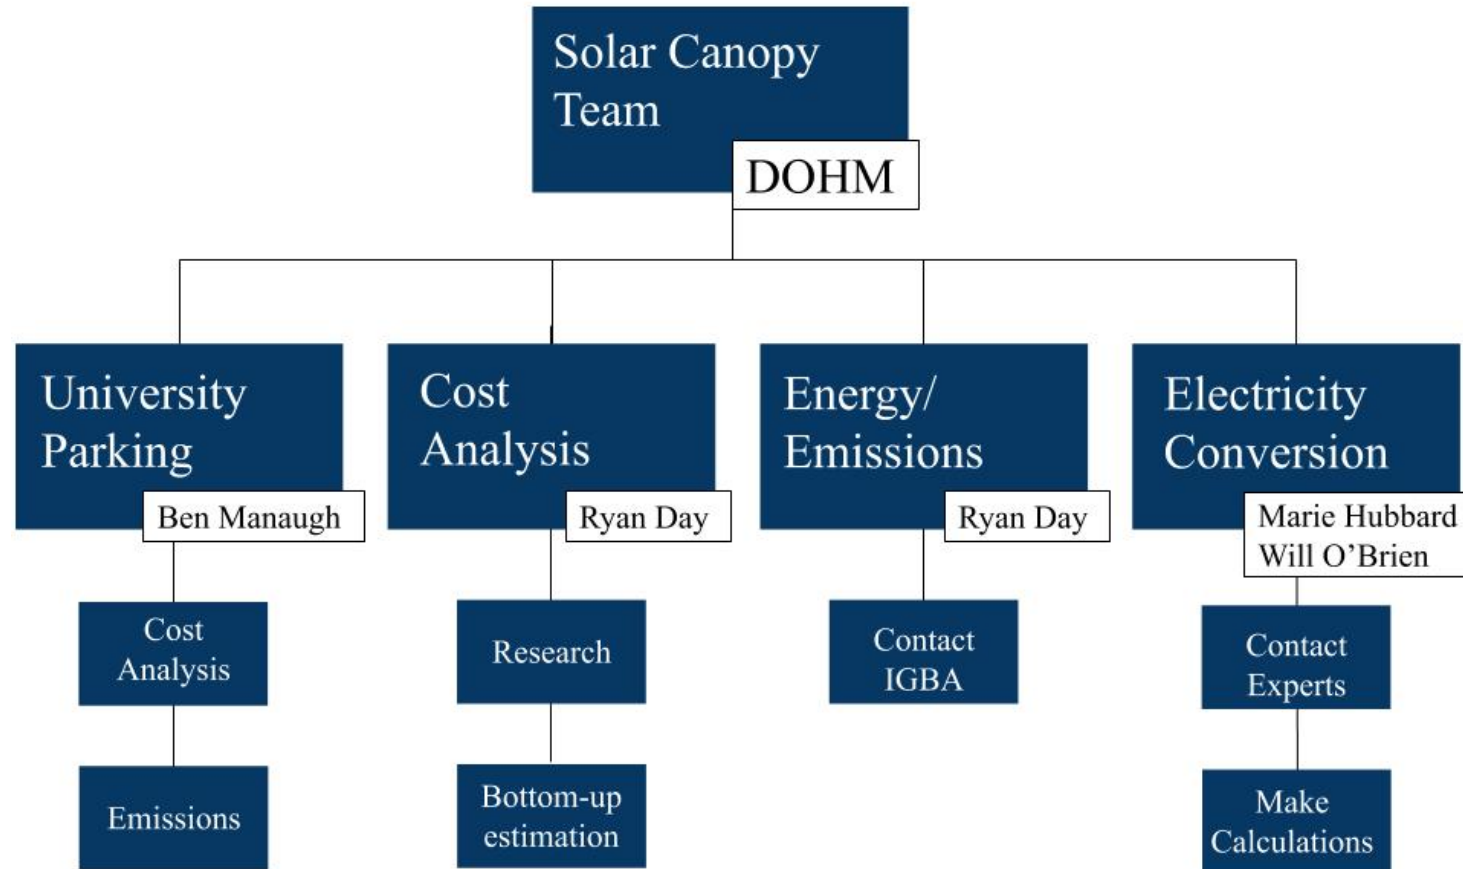 Solar Canopy
Team
DOHM
University
Parking
Ben Manaugh
Cost
Analysis
Ryan Day
Energy/
Emissions
Ryan Day
Electricity
Conversion
Marie Hubbard
Will O’Brien
Cost
Analysis
Research
Contact
IGBA
Contact
Experts
Emissions
Bottom-up
estimation
Make
Calculations